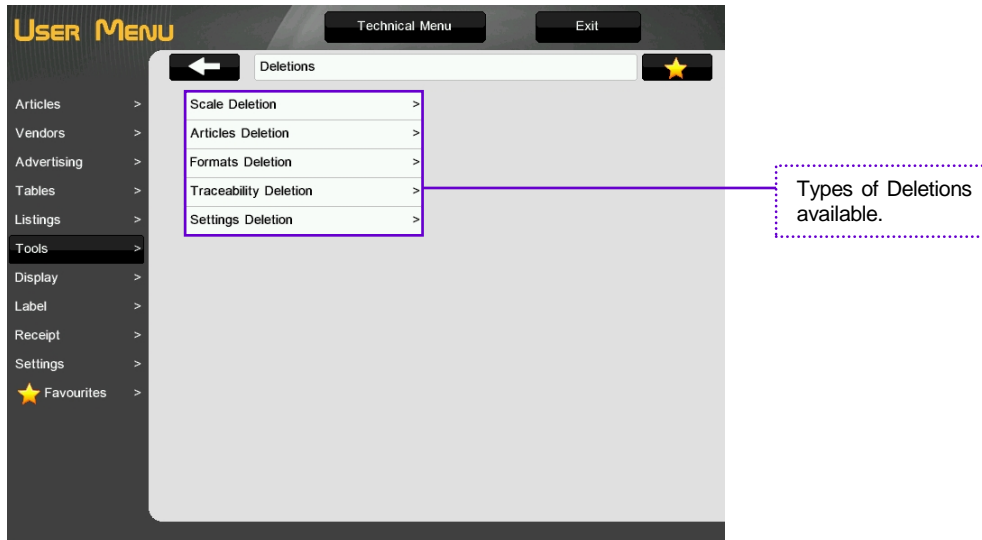 User Menu
Technical Menu
Exit
Deletions
Articles >
Vendors >
Advertising >
Tables >
Listings >
Tools >
Display >
Label >
Receipt >
Settings >
Favourites >
Scale Deletion >
Articles Deletion >
Formats Deletion >
Traceability Deletion >
Settings Deletion >
Types of Deletions
available.